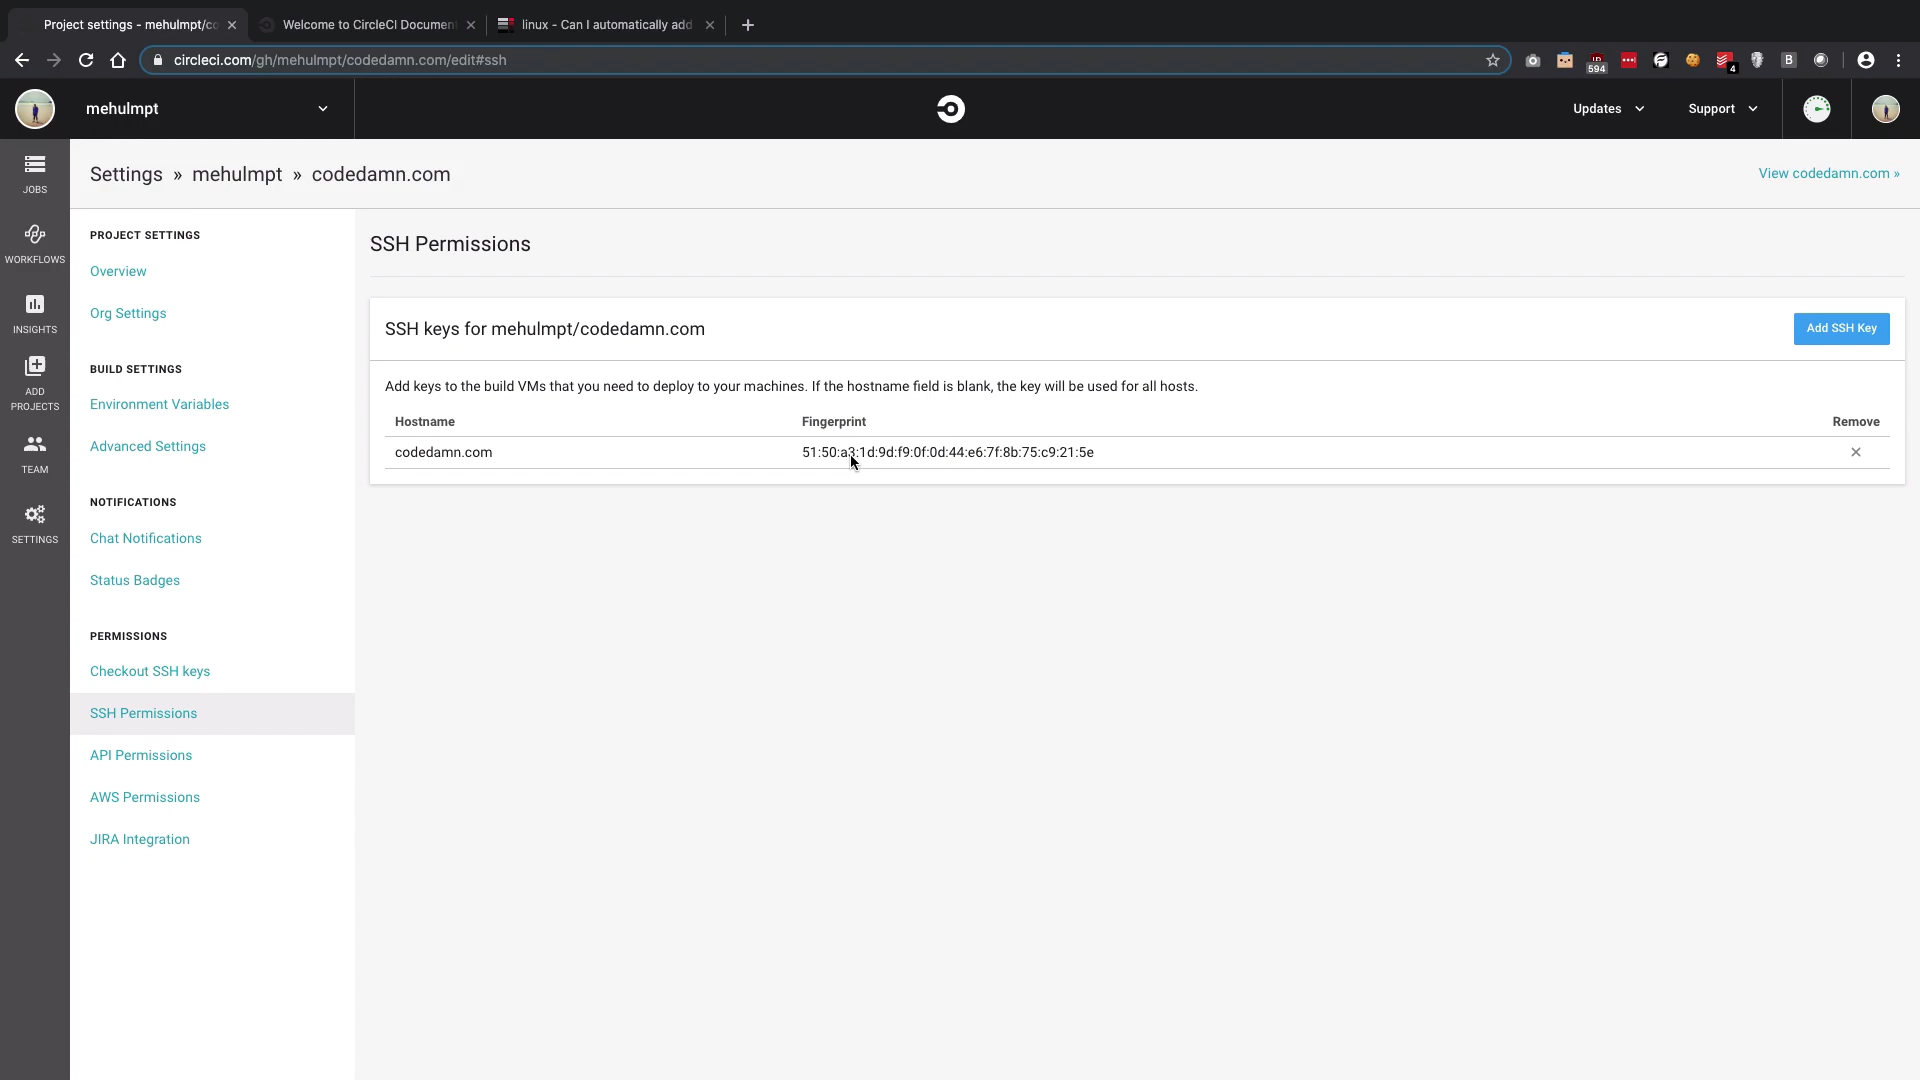 Project settings - mehulmpt/co
Welcome to CircleCI Documen
linux - Can I automatically add
circleci.com/gh/mehulmpt/codedamn.com/edit#ssh
594
4
B
mehulmpt
Updates
Support
JOBS
WORKFLOWS
INSIGHTS
ADD
PROJECTS
TEAM
SETTINGS
Settings » mehulmpt » codedamn.com
View codedamn.com »
PROJECT SETTINGS
Overview
Org Settings
BUILD SETTINGS
Environment Variables
Advanced Settings
NOTIFICATIONS
Chat Notifications
Status Badges
PERMISSIONS
Checkout SSH keys
SSH Permissions
API Permissions
AWS Permissions
JIRA Integration
SSH Permissions
SSH keys for mehulmpt/codedamn.com
Add SSH Key
Add keys to the build VMs that you need to deploy to your machines. If the hostname field is blank, the key will be used for all hosts.
Hostname Fingerprint Remove
codedamn.com 51:50:a3:1d:9d:f9:0f:0d:44:e6:7f:8b:75:c9:21:5e